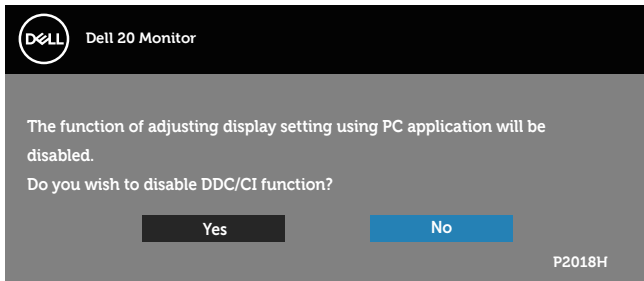 DELL
Dell 20 Monitor
The function of adjusting display setting using PC application will be
disabled.
Do you wish to disable DDC/CI function?
Yes
No
P2018H